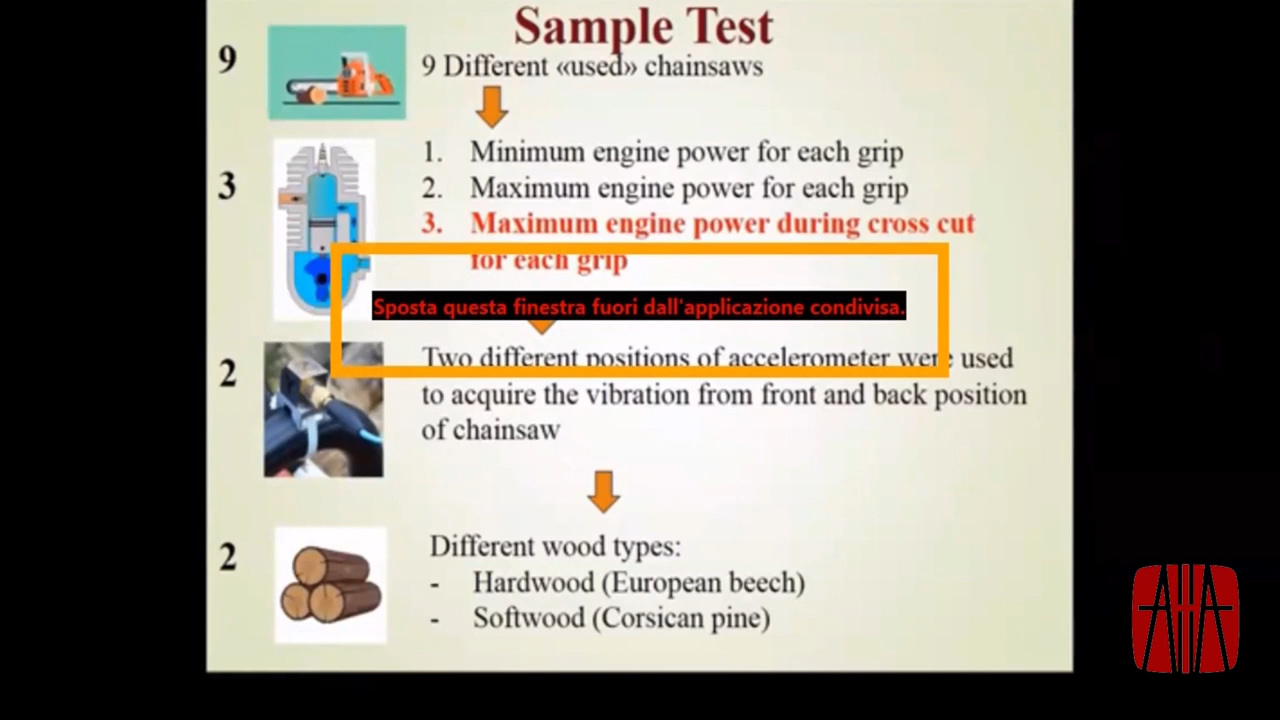 Sample Test
9
9 Different «used» chainsaws
3
1. Minimum engine power for each grip
2. Maximum engine power for each grip
3. Maximum engine power during cross cut
for each grip
Sposta questa finestra fuori dall'applicazione condivisa.
2
Two different positions of accelerometer were used
to acquire the vibration from front and back position
of chainsaw
2
Different wood types:
- Hardwood (European beech)
- Softwood (Corsican pine)
AIIA